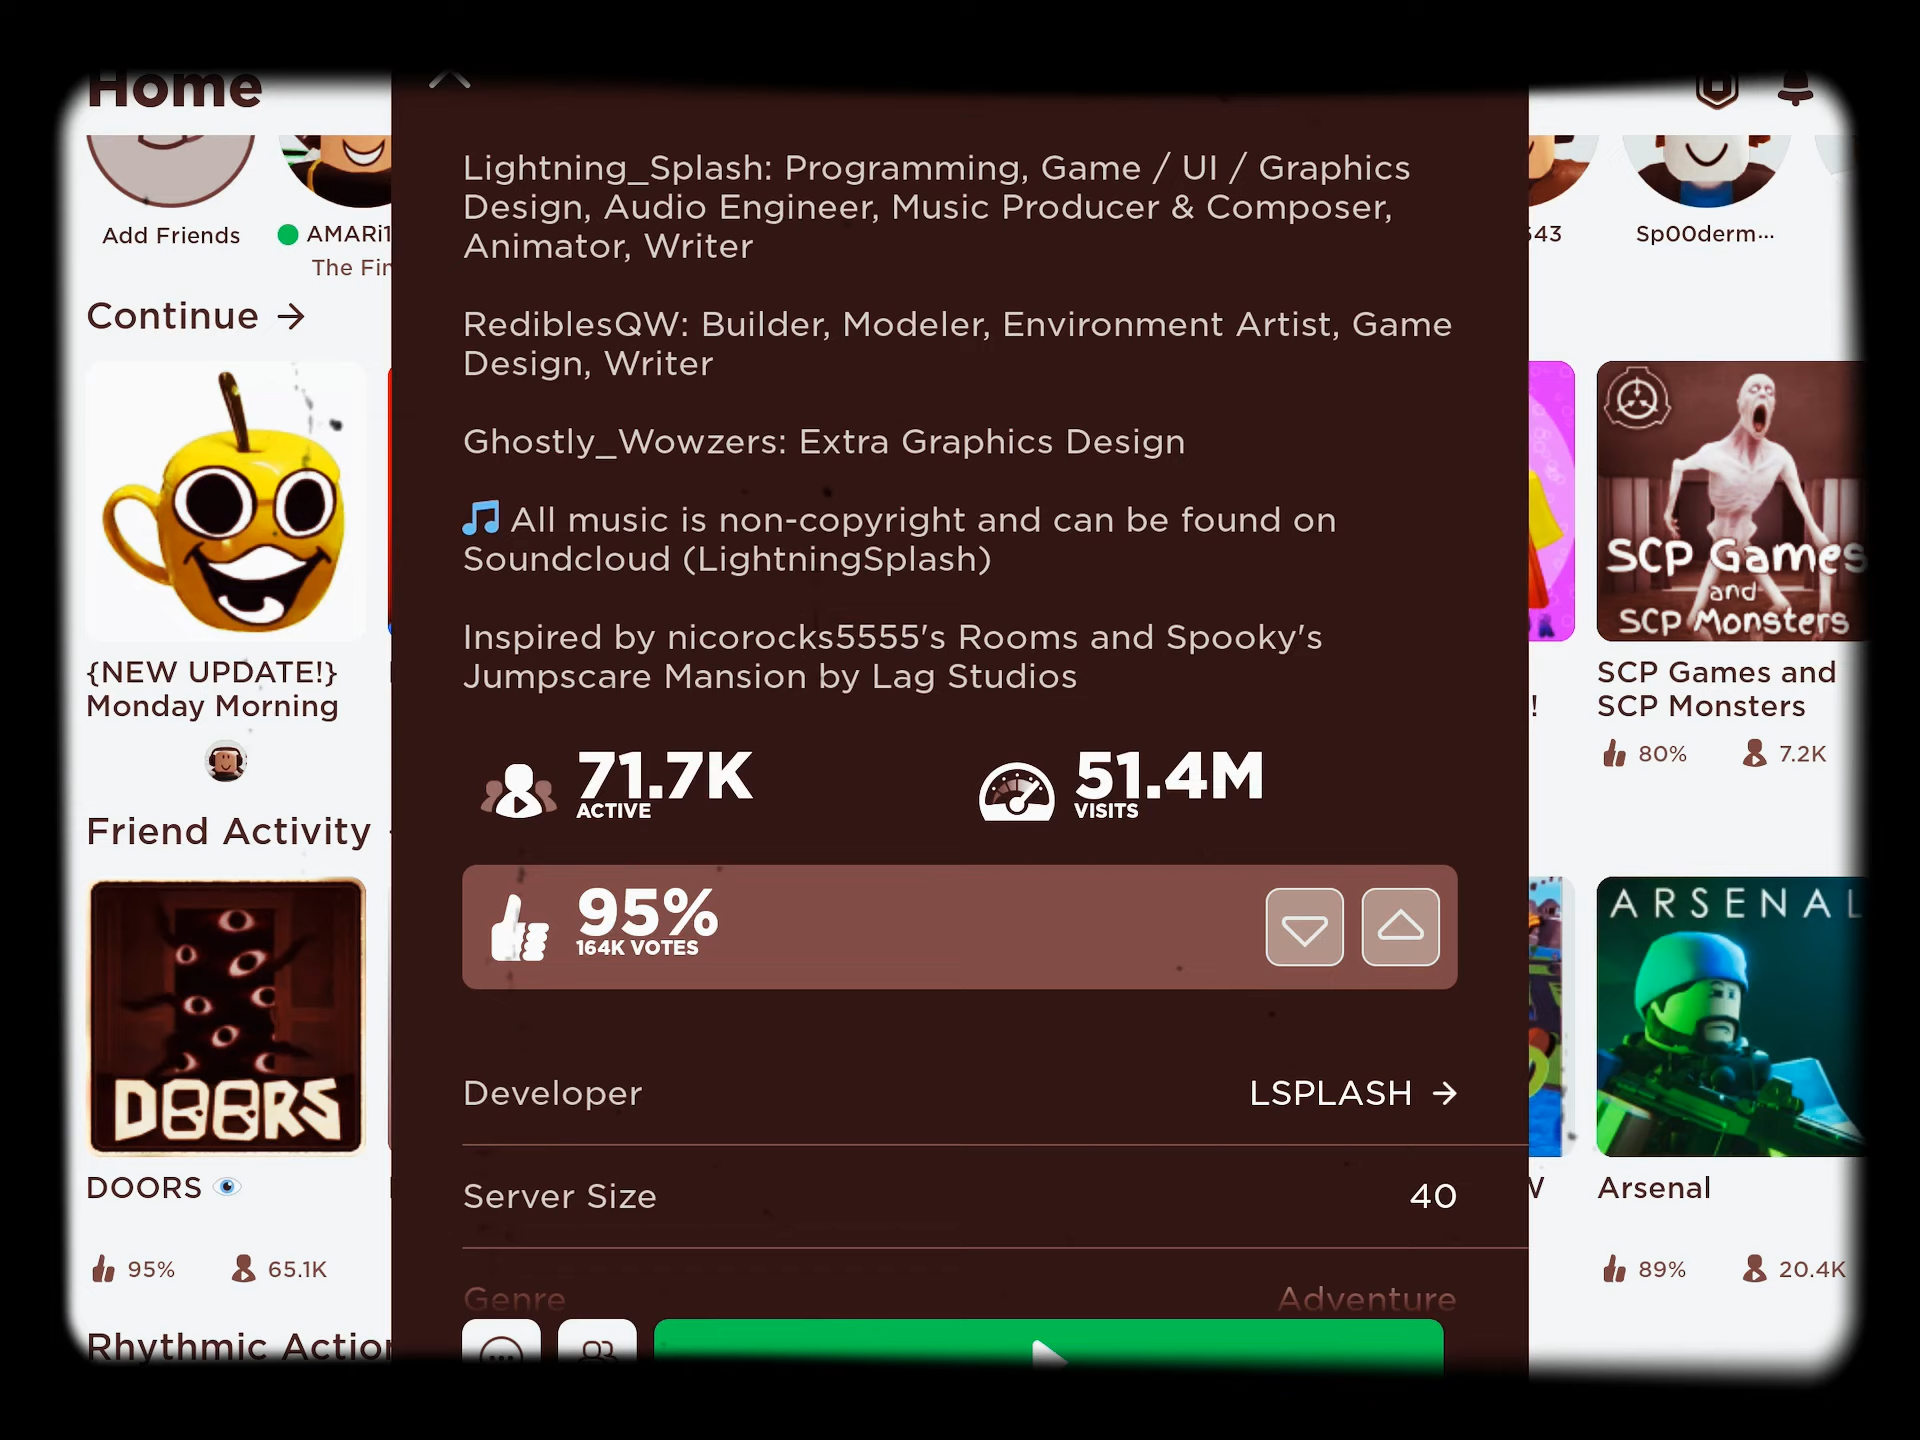 Home
Add Friends
AMARi1
The Fin
543
Sp00derm...
Continue →
{NEW UPDATE!}
Monday Morning
Friend Activity
DOORS
DOORS 👁
95%
65.1K
Rhythmic Action
Lightning_Splash: Programming, Game / UI / Graphics
Design, Audio Engineer, Music Producer & Composer,
Animator, Writer
RediblesQW: Builder, Modeler, Environment Artist, Game
Design, Writer
Ghostly_Wowzers: Extra Graphics Design
🎵 All music is non-copyright and can be found on
Soundcloud (LightningSplash)
Inspired by nicorocks5555's Rooms and Spooky's
Jumpscare Mansion by Lag Studios
71.7K
ACTIVE
51.4M
VISITS
95%
164K VOTES
Developer
LSPLASH →
Server Size
40
Genre
Adventure
SCP Games
and
SCP Monsters
!
SCP Games and
SCP Monsters
80%
7.2K
ARSENAL
Arsenal
89%
20.4K